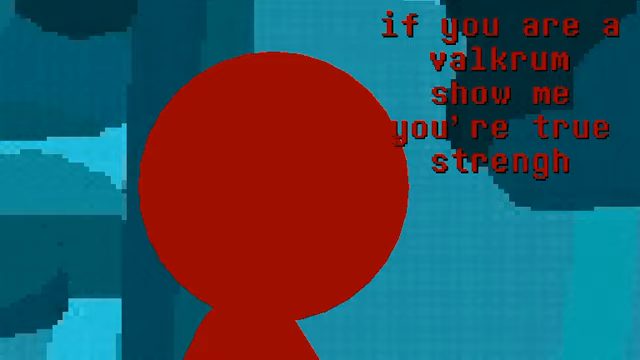 if you are a
valkrum
show me
you're true
strengh